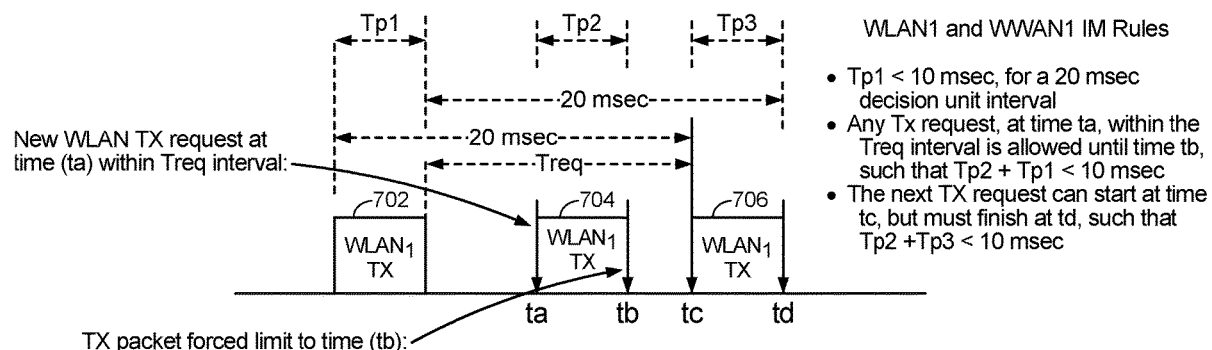 Tp1
Tp2
Tp3
20 msec
20 msec
Treq
New WLAN TX request at
time (ta) within Treq interval:
702
704
706
WLAN1
TX
WLAN1
TX
WLAN1
TX
ta
tb
tc
td
TX packet forced limit to time (tb):
WLAN1 and WWAN1 IM Rules
• Tp1 < 10 msec, for a 20 msec
decision unit interval
• Any Tx request, at time ta, within the
Treq interval is allowed until time tb,
such that Tp2 + Tp1 < 10 msec
• The next TX request can start at time
tc, but must finish at td, such that
Tp2 +Tp3 < 10 msec